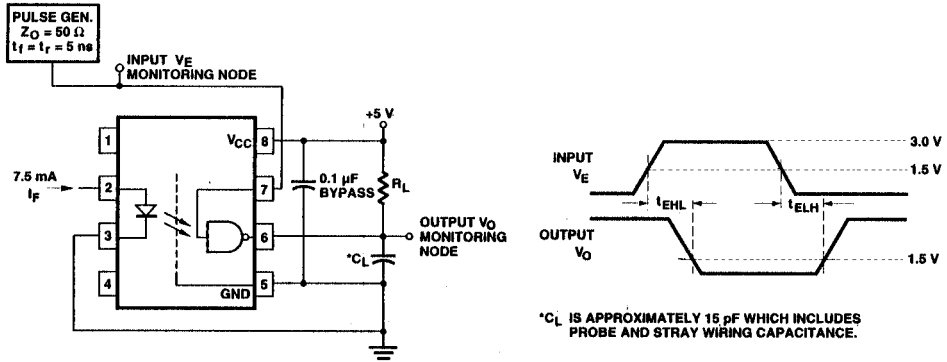 PULSE GEN.
Z_O = 50 Ω
t_f = t_r = 5 ns
INPUT V_E
MONITORING NODE
+5 V
1
V_CC
8
7.5 mA
I_F
2
7
0.1 µF
BYPASS
R_L
3
6
OUTPUT V_O
MONITORING
NODE
*C_L
4
GND
5
INPUT
V_E
3.0 V
1.5 V
t_EHL
t_ELH
OUTPUT
V_O
1.5 V
*C_L IS APPROXIMATELY 15 pF WHICH INCLUDES
PROBE AND STRAY WIRING CAPACITANCE.